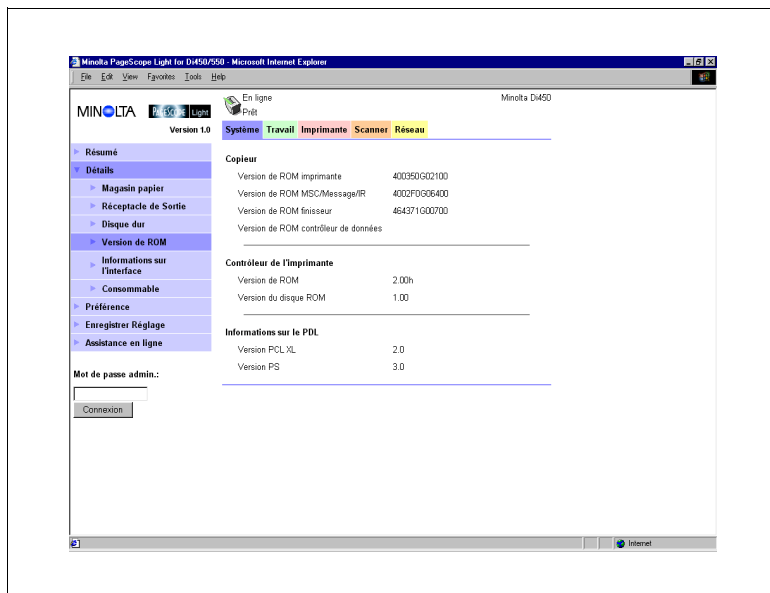 Minolta PageScope Light for Di450/550 - Microsoft Internet Explorer
File Edit View Favorites Tools Help
MINOLTA PAGESCOPE Light
Version 1.0
En ligne
Prêt
Minolta Di450
Système Travail Imprimante Scanner Réseau
Résumé
Détails
Magasin papier
Réceptacle de Sortie
Disque dur
Version de ROM
Informations sur
l'interface
Consommable
Préférence
Enregistrer Réglage
Assistance en ligne
Mot de passe admin.:
Connexion
Copieur
Version de ROM imprimante 400350G02100
Version de ROM MSC/Message/IR 4002F0G06400
Version de ROM finisseur 464371G00700
Version de ROM contrôleur de données
Contrôleur de l'imprimante
Version de ROM 2.00h
Version du disque ROM 1.00
Informations sur le PDL
Version PCL XL 2.0
Version PS 3.0
Internet